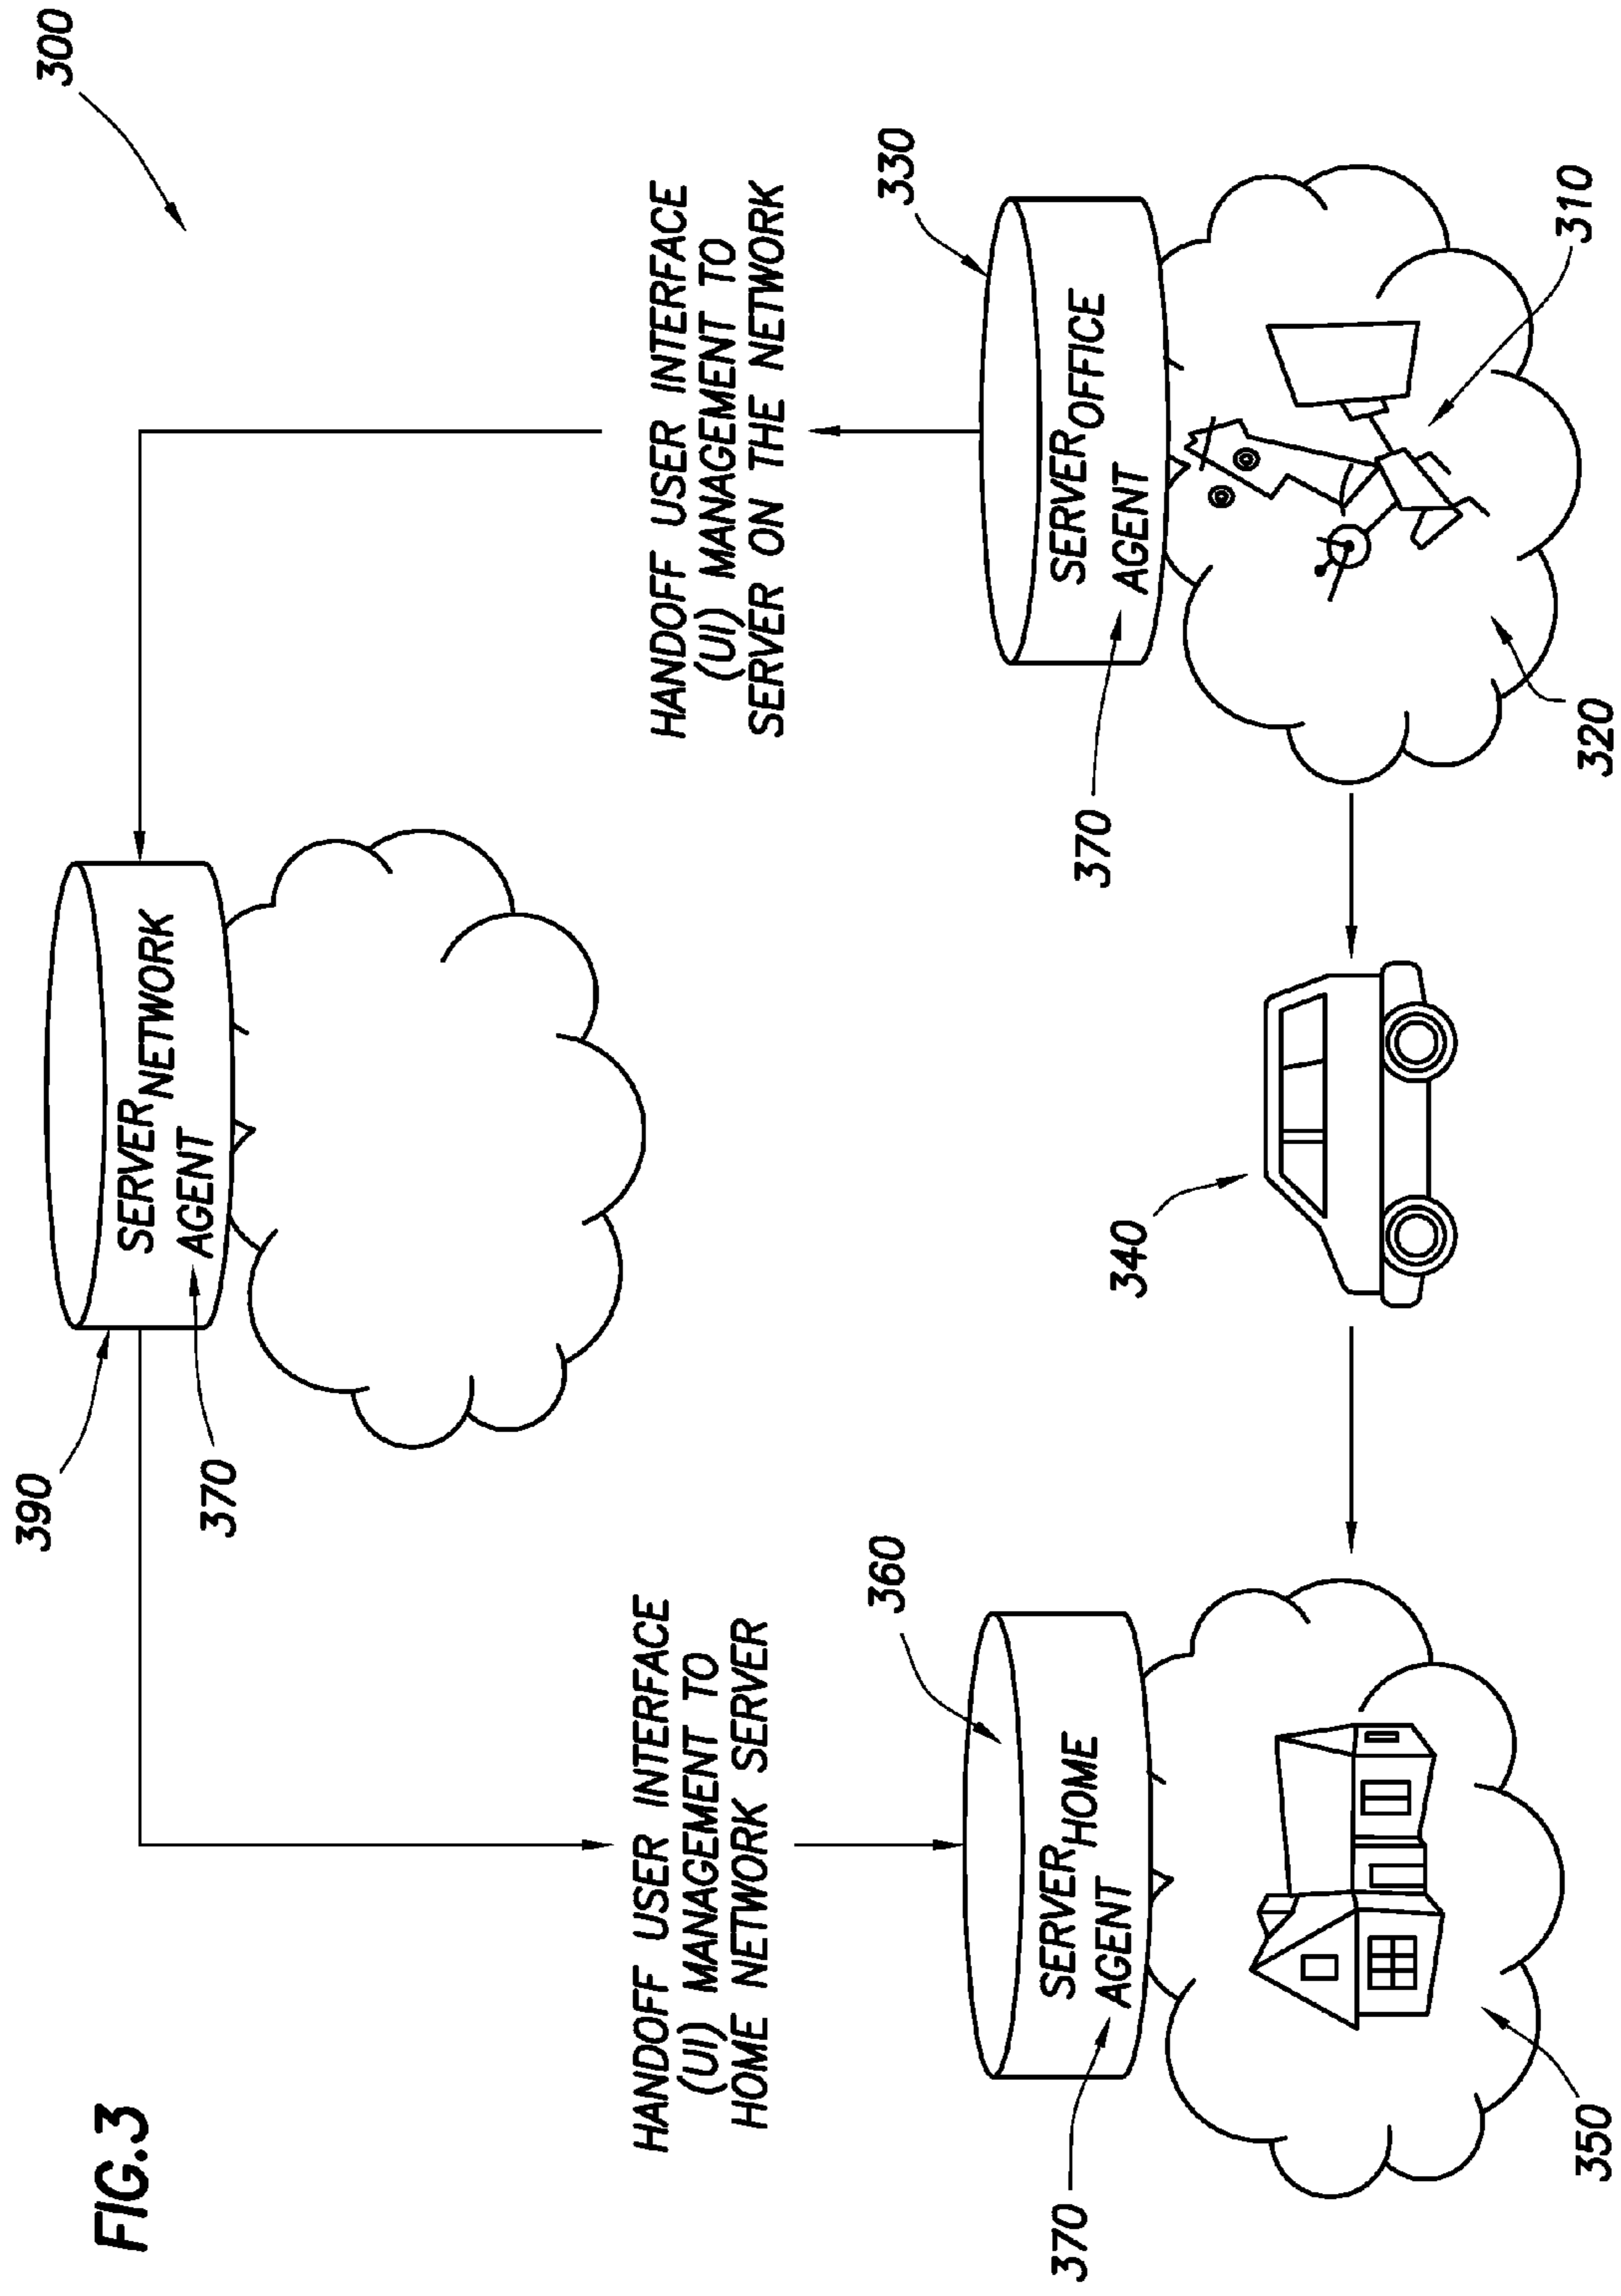 FIG.3
300
390
SERVER NETWORK
AGENT
370
HANDOFF USER INTERFACE
(UI) MANAGEMENT TO
HOME NETWORK SERVER
HANDOFF USER INTERFACE
(UI) MANAGEMENT TO
SERVER ON THE NETWORK
360
SERVER HOME
AGENT
370
350
340
330
SERVER OFFICE
AGENT
370
320
310